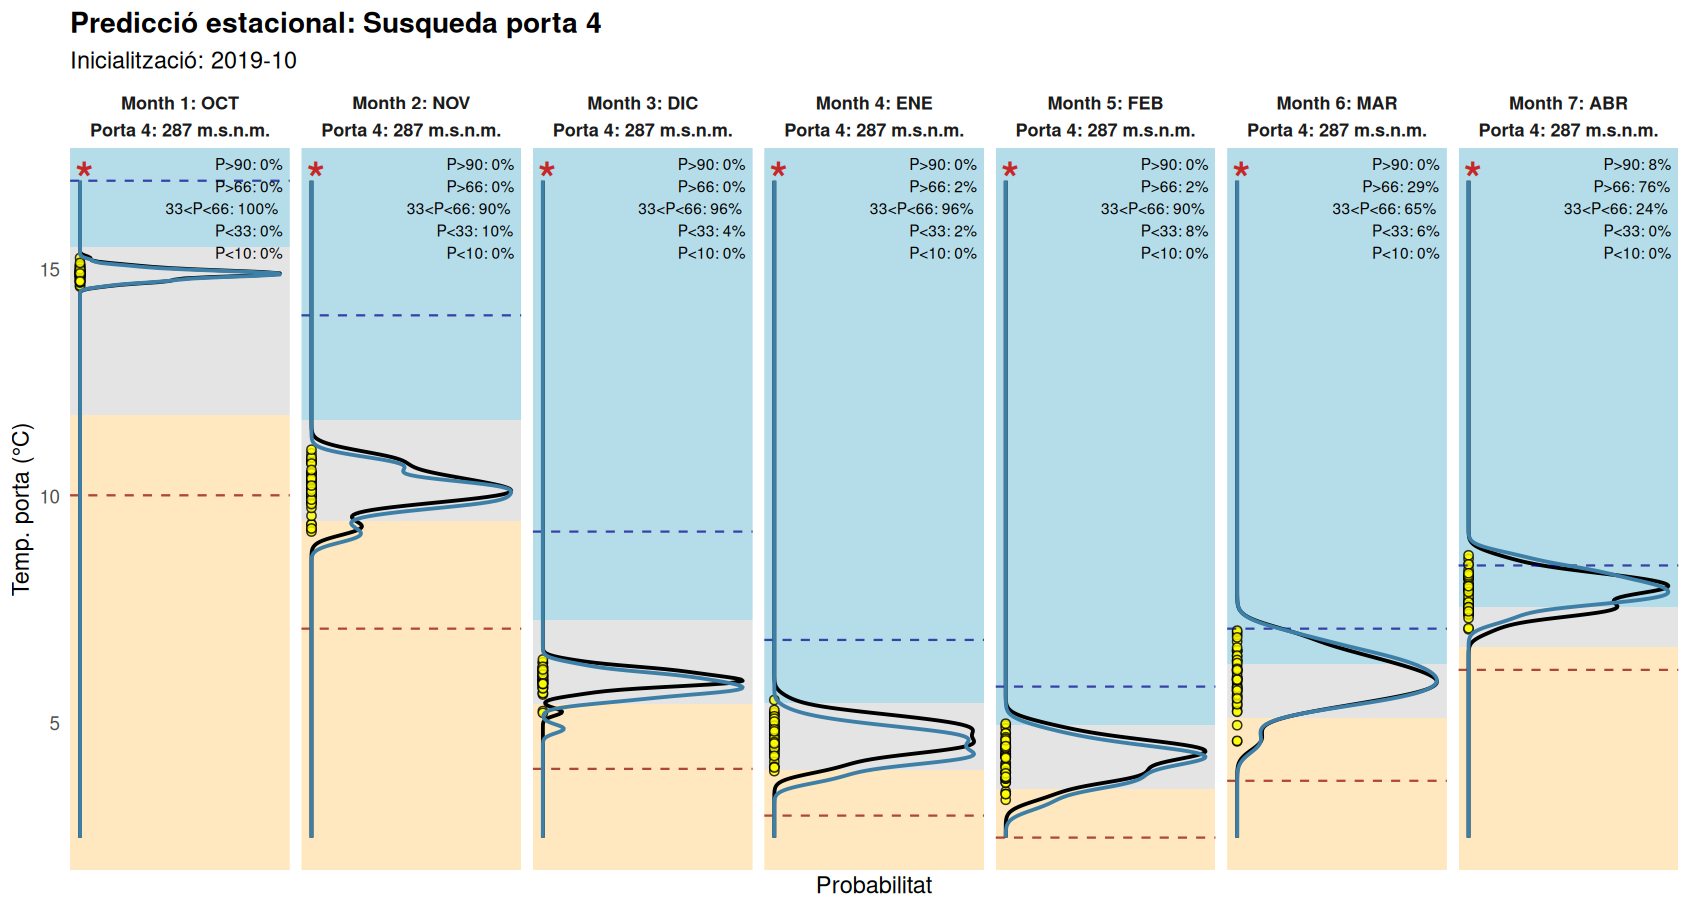 Predicció estacional: Susqueda porta 4
Inicialització: 2019-10
Month 1: OCT
Porta 4: 287 m.s.n.m.
Month 2: NOV
Porta 4: 287 m.s.n.m.
Month 3: DIC
Porta 4: 287 m.s.n.m.
Month 4: ENE
Porta 4: 287 m.s.n.m.
Month 5: FEB
Porta 4: 287 m.s.n.m.
Month 6: MAR
Porta 4: 287 m.s.n.m.
Month 7: ABR
Porta 4: 287 m.s.n.m.
*
P>90: 0%
P>66: 0%
33<P<66: 100%
P<33: 0%
P<10: 0%
*
P>90: 0%
P>66: 0%
33<P<66: 90%
P<33: 10%
P<10: 0%
*
P>90: 0%
P>66: 0%
33<P<66: 96%
P<33: 4%
P<10: 0%
*
P>90: 0%
P>66: 2%
33<P<66: 96%
P<33: 2%
P<10: 0%
*
P>90: 0%
P>66: 2%
33<P<66: 90%
P<33: 8%
P<10: 0%
*
P>90: 0%
P>66: 29%
33<P<66: 65%
P<33: 6%
P<10: 0%
*
P>90: 8%
P>66: 76%
33<P<66: 24%
P<33: 0%
P<10: 0%
15
10
5
Temp. porta (°C)
Probabilitat